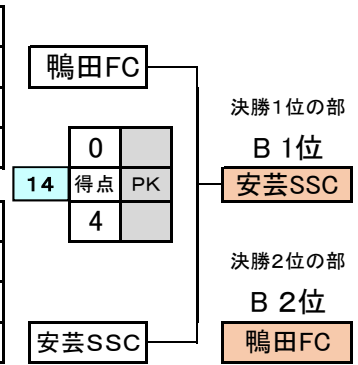 鴨田FC
決勝1位の部
B 1位
0
14 得点 PK
安芸SSC
4
決勝2位の部
B 2位
安芸SSC
鴨田FC